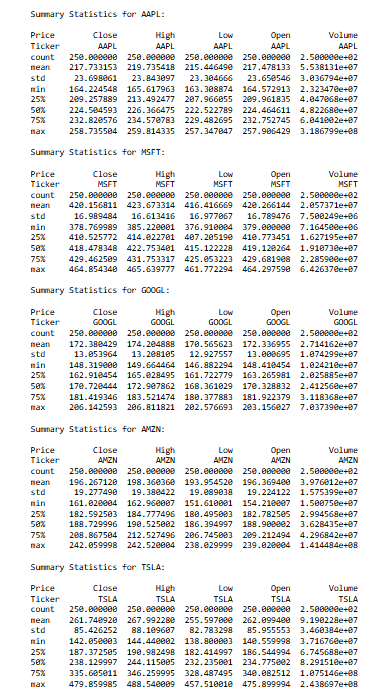 Summary Statistics for AAPL:
Price Close High Low Open Volume
Ticker AAPL AAPL AAPL AAPL AAPL
count 250.000000 250.000000 250.000000 250.000000 2.500000e+02
mean 217.733153 219.735418 215.446490 217.478133 5.538131e+07
std 23.698061 23.843097 23.304666 23.650546 3.036794e+07
min 164.224548 165.617963 163.308874 164.572913 2.323470e+07
25% 209.257889 213.492477 207.966055 209.961835 4.047068e+07
50% 224.504593 226.366475 222.522789 224.464611 4.822680e+07
75% 232.820576 234.570783 229.482695 232.752745 6.041002e+07
max 258.735504 259.814335 257.347047 257.906429 3.186799e+08
Summary Statistics for MSFT:
Price Close High Low Open Volume
Ticker MSFT MSFT MSFT MSFT MSFT
count 250.000000 250.000000 250.000000 250.000000 2.500000e+02
mean 420.156811 423.673314 416.416669 420.266144 2.057371e+07
std 16.989484 16.613416 16.977067 16.789476 7.500249e+06
min 378.769989 385.220001 376.910004 379.000000 7.164500e+06
25% 410.525772 414.022701 407.205190 410.773451 1.627195e+07
50% 418.478348 422.753401 415.122228 419.120264 1.910730e+07
75% 429.462509 431.753317 425.053223 429.681908 2.285900e+07
max 464.854340 465.639777 461.772294 464.297590 6.426370e+07
Summary Statistics for GOOGL:
Price Close High Low Open Volume
Ticker GOOGL GOOGL GOOGL GOOGL GOOGL
count 250.000000 250.000000 250.000000 250.000000 2.500000e+02
mean 172.380429 174.204888 170.565623 172.336955 2.714162e+07
std 13.053964 13.208105 12.927557 13.000695 1.074299e+07
min 148.319000 149.664464 146.882294 148.410454 1.024210e+07
25% 162.910454 165.028495 161.722779 163.265981 2.025885e+07
50% 170.720444 172.907862 168.361029 170.328832 2.412560e+07
75% 181.419346 183.521474 180.377883 181.922379 3.118368e+07
max 206.142593 206.811821 202.576693 203.156027 7.037390e+07
Summary Statistics for AMZN:
Price Close High Low Open Volume
Ticker AMZN AMZN AMZN AMZN AMZN
count 250.000000 250.000000 250.000000 250.000000 2.500000e+02
mean 196.267120 198.360360 193.954520 196.369400 3.976012e+07
std 19.277490 19.380422 19.089038 19.224122 1.575399e+07
min 161.020004 162.960007 151.610001 154.210007 1.500750e+07
25% 182.592503 184.777496 180.495003 182.782505 2.994568e+07
50% 188.729996 190.525002 186.394997 188.900002 3.628435e+07
75% 208.867504 212.527496 206.745003 209.212494 4.296842e+07
max 242.059998 242.520004 238.029999 239.020004 1.414484e+08
Summary Statistics for TSLA:
Price Close High Low Open Volume
Ticker TSLA TSLA TSLA TSLA TSLA
count 250.000000 250.000000 250.000000 250.000000 2.500000e+02
mean 261.740920 267.992280 255.597000 262.099400 9.190228e+07
std 85.426252 88.109607 82.783298 85.955553 3.460384e+07
min 142.050003 144.440002 138.800003 140.559998 3.716760e+07
25% 187.372505 190.982498 182.414997 186.544994 6.745688e+07
50% 238.129997 244.115005 232.235001 234.775002 8.291510e+07
75% 335.605011 346.259995 328.487495 340.082512 1.075146e+08
max 479.859985 488.540009 457.510010 475.899994 2.438697e+08